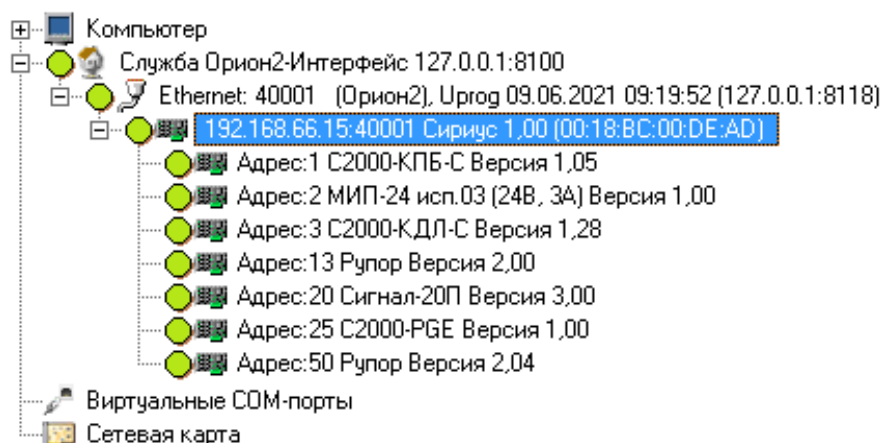 Компьютер
Служба Орион2-Интерфейс 127.0.0.1:8100
Ethernet: 40001 (Орион2), Uprog 09.06.2021 09:19:52 (127.0.0.1:8118)
192.168.66.15:40001 Сириус 1,00 (00:18:BC:00:DE:AD)
Адрес:1 С2000-КПБ-С Версия 1,05
Адрес:2 МИП-24 исп.03 (24В, 3А) Версия 1,00
Адрес:3 С2000-КДЛ-С Версия 1,28
Адрес:13 Рупор Версия 2,00
Адрес:20 Сигнал-20П Версия 3,00
Адрес:25 С2000-PGE Версия 1,00
Адрес:50 Рупор Версия 2,04
Виртуальные COM-порты
Сетевая карта